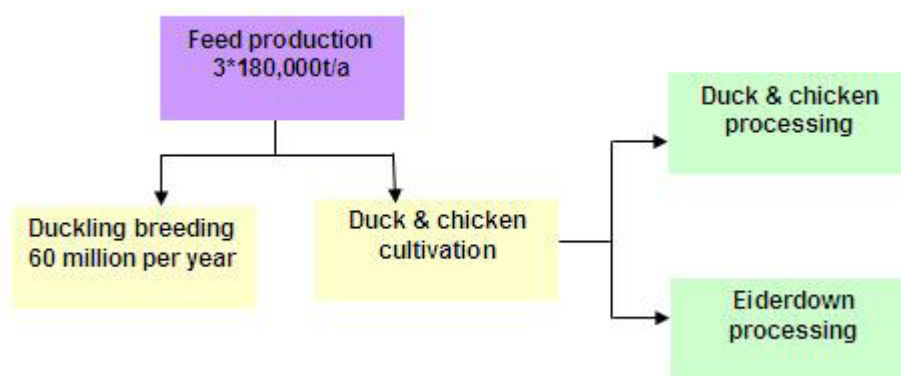 Feed production
3*180,000t/a
Duck & chicken
processing
Duckling breeding
60 million per year
Duck & chicken
cultivation
Eiderdown
processing